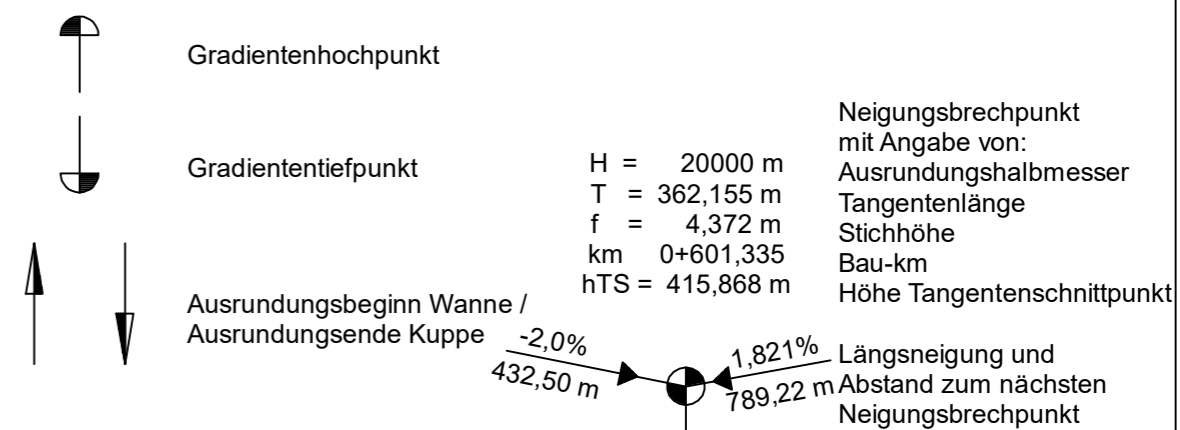 Gradientenhochpunkt
Gradiententiefpunkt
Ausrundungsbeginn Wanne /
Ausrundungsende Kuppe
H = 20000 m
T = 362,155 m
f = 4,372 m
km 0+601,335
hTS = 415,868 m
Neigungsbrechpunkt
mit Angabe von:
Ausrundungshalbmesser
Tangentenlänge
Stichhöhe
Bau-km
Höhe Tangentenschnittpunkt
-2,0%
432,50 m
1,821%
789,22 m
Längsneigung und
Abstand zum nächsten
Neigungsbrechpunkt